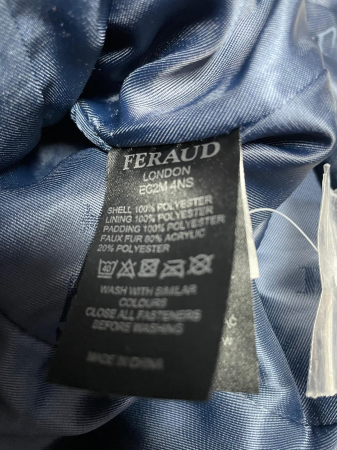 FERAUD
LONDON
EC2M 4NS
SHELL 100% POLYESTER
LINING 100% POLYESTER
PADDING 100% POLYESTER
FAUX FUR 80% ACRYLIC
20% POLYESTER
40
WASH WITH SIMILAR
COLOURS
CLOSE ALL FASTENERS
BEFORE WASHING
MADE IN CHINA